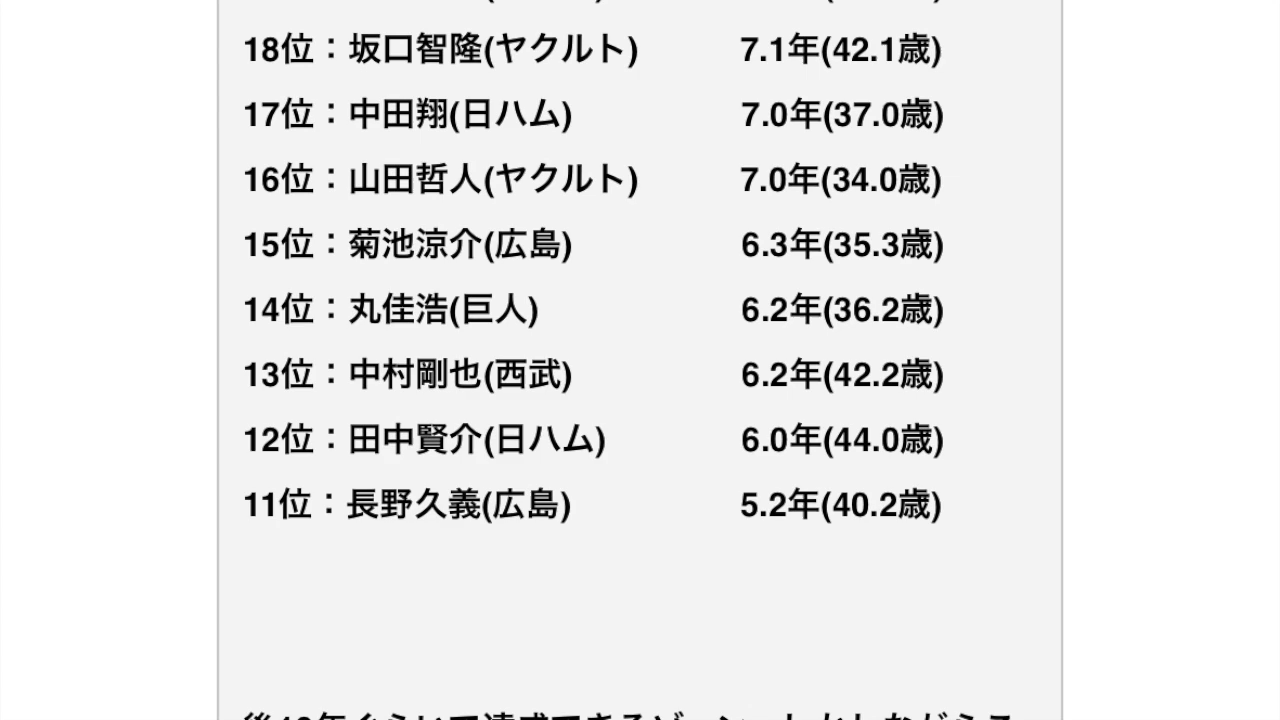 18位：坂口智隆(ヤクルト) 7.1年(42.1歳)
17位：中田翔(日ハム) 7.0年(37.0歳)
16位：山田哲人(ヤクルト) 7.0年(34.0歳)
15位：菊池涼介(広島) 6.3年(35.3歳)
14位：丸佳浩(巨人) 6.2年(36.2歳)
13位：中村剛也(西武) 6.2年(42.2歳)
12位：田中賢介(日ハム) 6.0年(44.0歳)
11位：長野久義(広島) 5.2年(40.2歳)